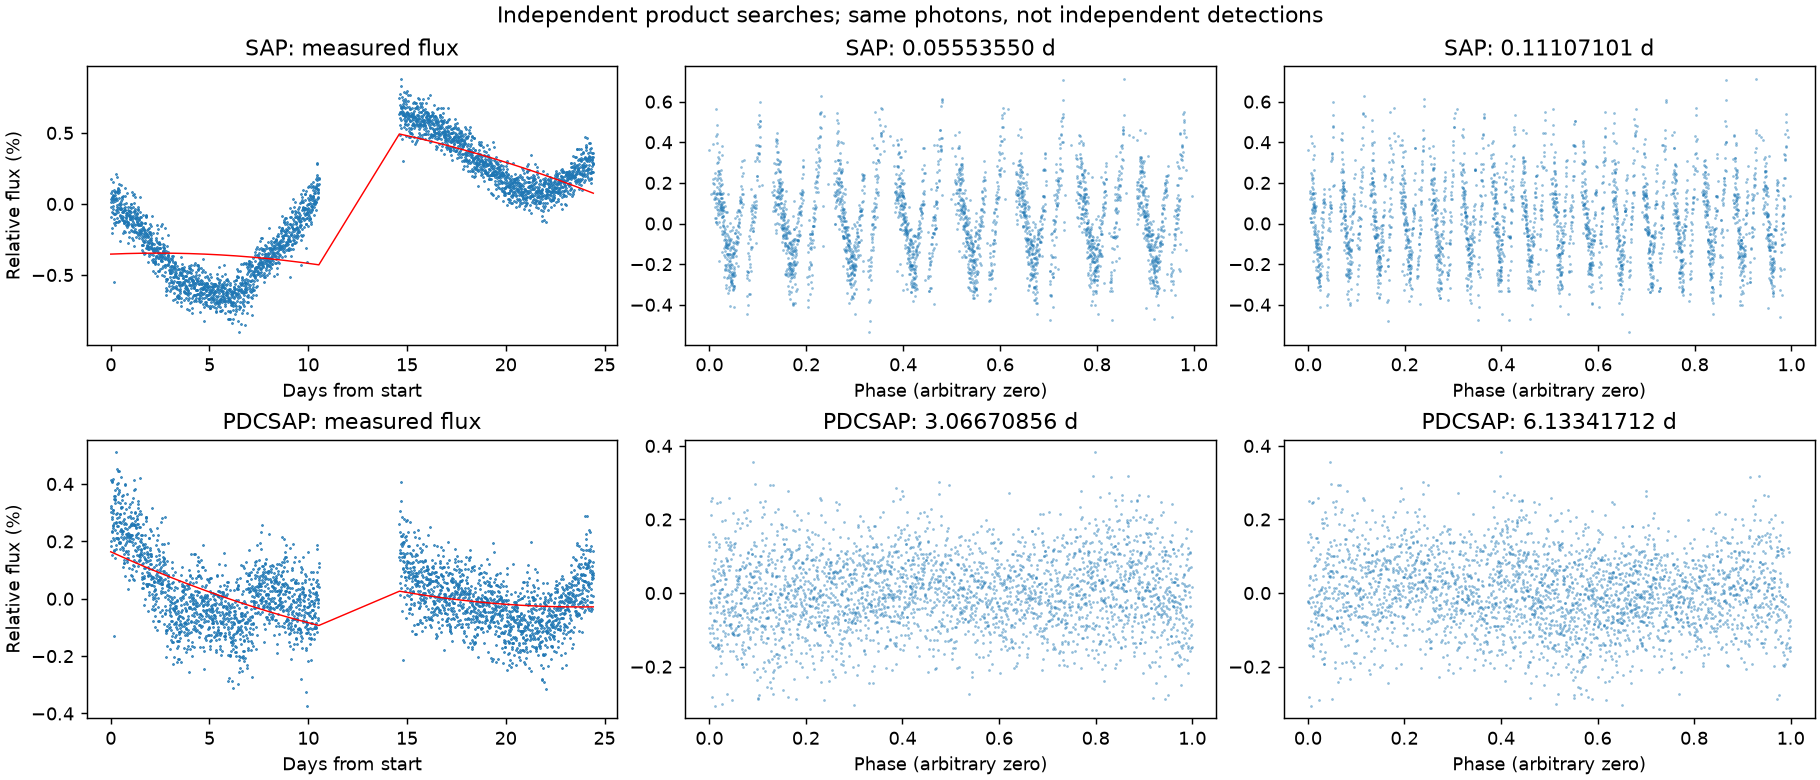 Independent product searches; same photons, not independent detections
SAP: measured flux
Relative flux (%)
0.5
0.0
−0.5
0 5 10 15 20 25
Days from start
SAP: 0.05553550 d
0.6
0.4
0.2
0.0
−0.2
−0.4
0.0 0.2 0.4 0.6 0.8 1.0
Phase (arbitrary zero)
SAP: 0.11107101 d
0.6
0.4
0.2
0.0
−0.2
−0.4
0.0 0.2 0.4 0.6 0.8 1.0
Phase (arbitrary zero)
PDCSAP: measured flux
Relative flux (%)
0.4
0.2
0.0
−0.2
−0.4
0 5 10 15 20 25
Days from start
PDCSAP: 3.06670856 d
0.4
0.2
0.0
−0.2
0.0 0.2 0.4 0.6 0.8 1.0
Phase (arbitrary zero)
PDCSAP: 6.13341712 d
0.4
0.2
0.0
−0.2
0.0 0.2 0.4 0.6 0.8 1.0
Phase (arbitrary zero)